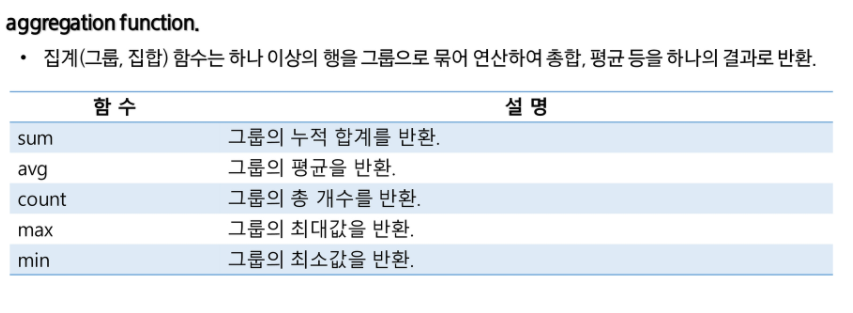 aggregation function.
• 집계(그룹, 집합) 함수는 하나 이상의 행을 그룹으로 묶어 연산하여 총합, 평균 등을 하나의 결과로 반환.
함 수 설 명
sum 그룹의 누적 합계를 반환.
avg 그룹의 평균을 반환.
count 그룹의 총 개수를 반환.
max 그룹의 최대값을 반환.
min 그룹의 최소값을 반환.